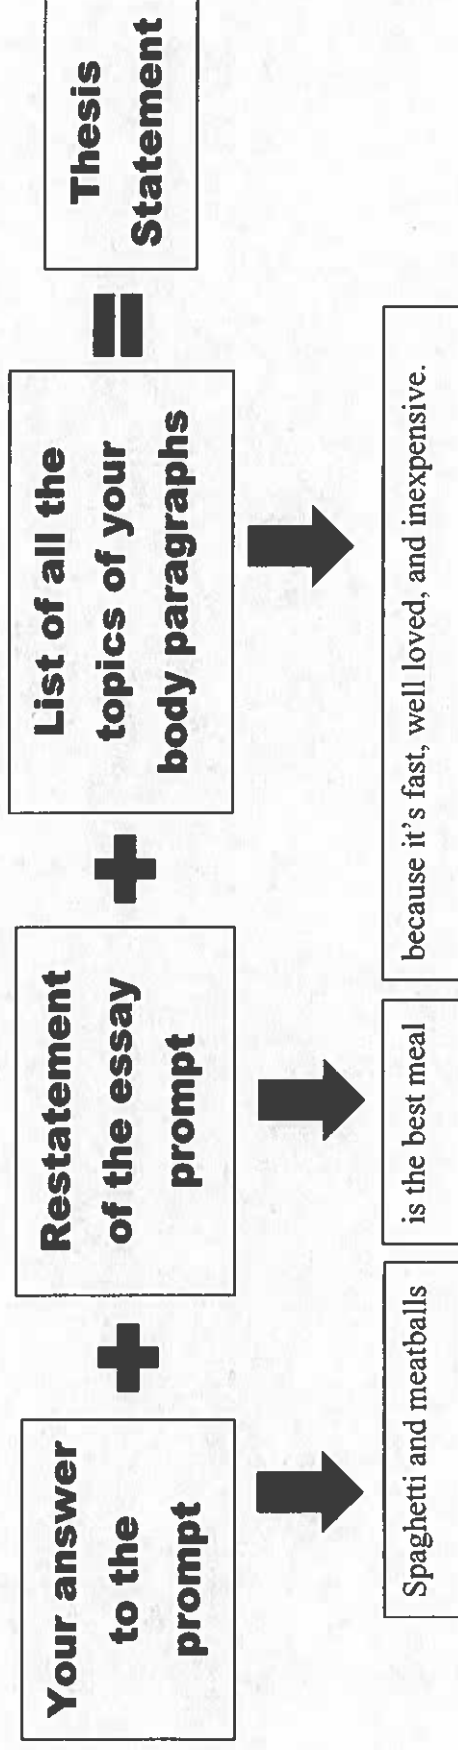 Your answer
to the
prompt
+
Restatement
of the essay
prompt
+
List of all the
topics of your
body paragraphs
=
Thesis
Statement
Spaghetti and meatballs
is the best meal
because it's fast, well loved, and inexpensive.